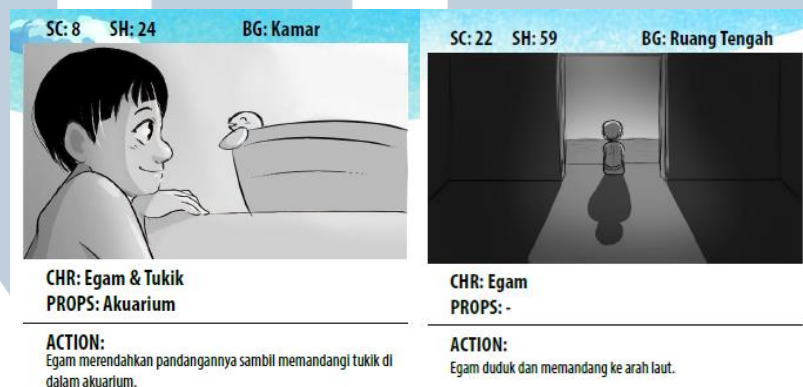 SC: 8 SH: 24 BG: Kamar
CHR: Egam & Tukik
PROPS: Akuarium
ACTION:
Egam merendahkan pandangannya sambil memandangi tukik di
dalam akuarium.
SC: 22 SH: 59 BG: Ruang Tengah
CHR: Egam
PROPS: -
ACTION:
Egam duduk dan memandang ke arah laut.